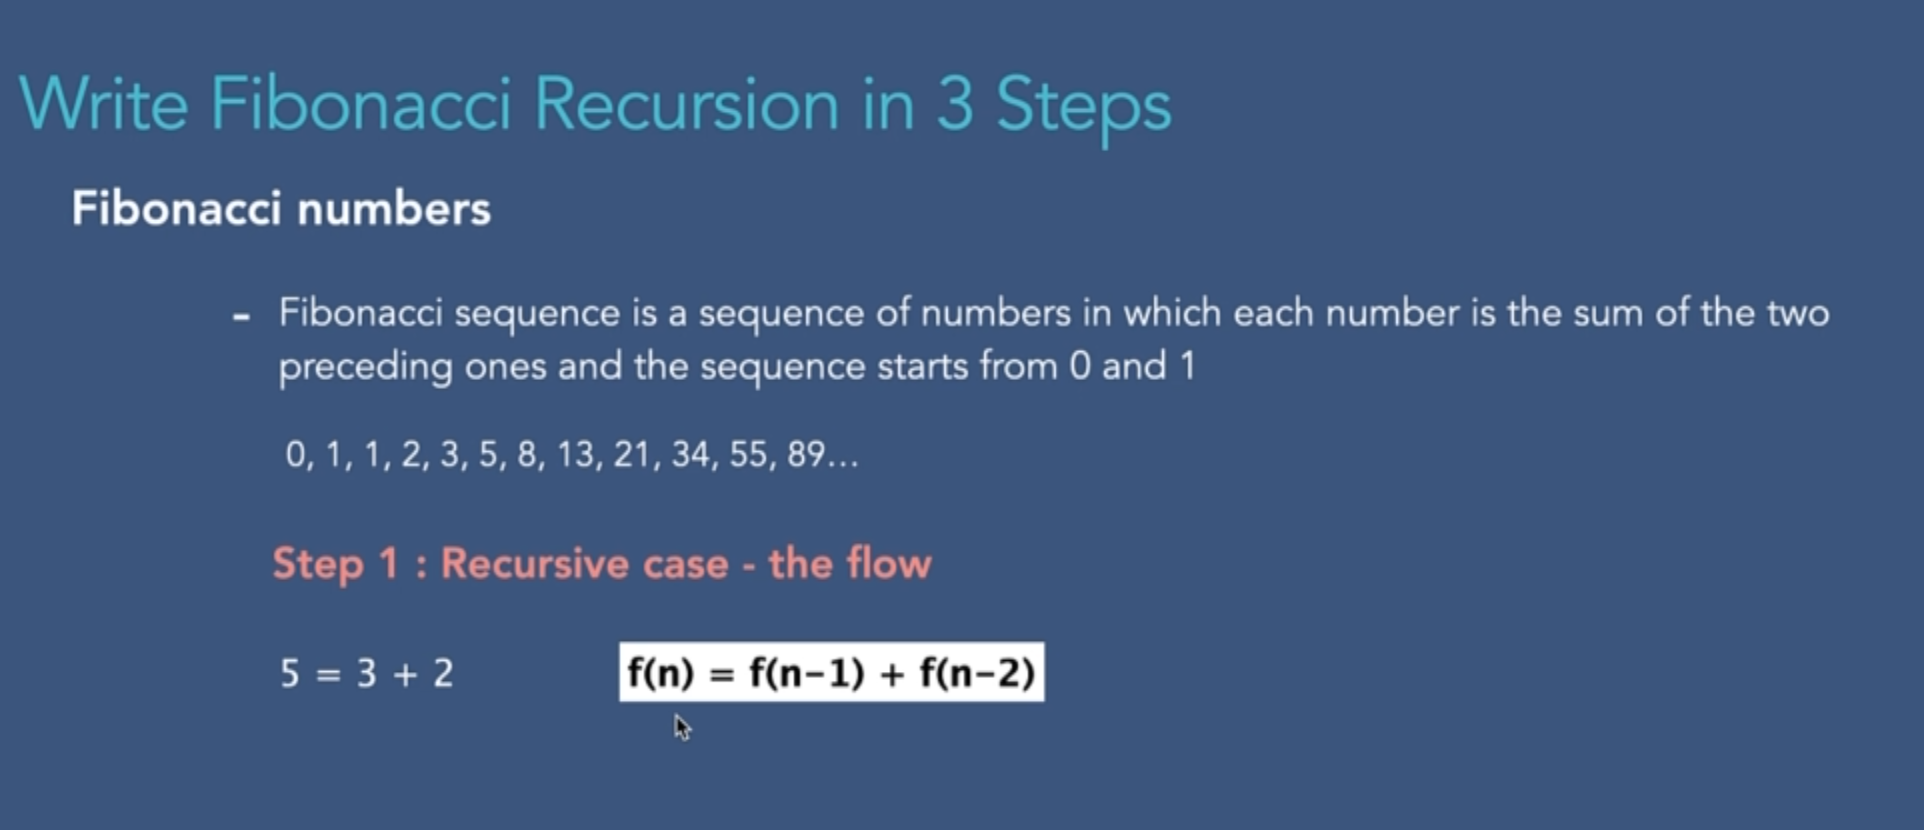 Write Fibonacci Recursion in 3 Steps
Fibonacci numbers
- Fibonacci sequence is a sequence of numbers in which each number is the sum of the two
preceding ones and the sequence starts from 0 and 1
0, 1, 1, 2, 3, 5, 8, 13, 21, 34, 55, 89...
Step 1 : Recursive case - the flow
5 = 3 + 2 f(n) = f(n-1) + f(n-2)